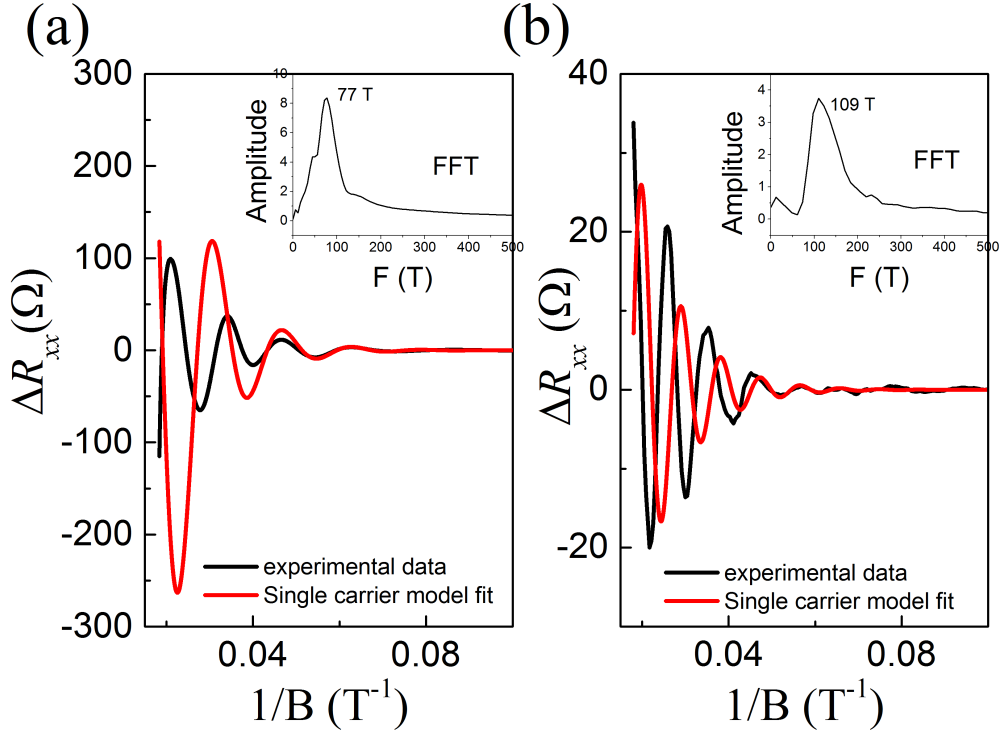 (a)
(b)
300
200
100
0
-100
-200
-300
ΔRxx(Ω)
0.04
0.08
1/B (T-1)
experimental data
Single carrier model fit
10
8
6
4
2
0
Amplitude
77 T
FFT
0
100
200
300
400
500
F (T)
40
20
0
-20
ΔRxx (Ω)
0.04
0.08
1/B (T-1)
experimental data
Single carrier model fit
4
3
2
1
0
Amplitude
109 T
FFT
0
100
200
300
400
500
F (T)